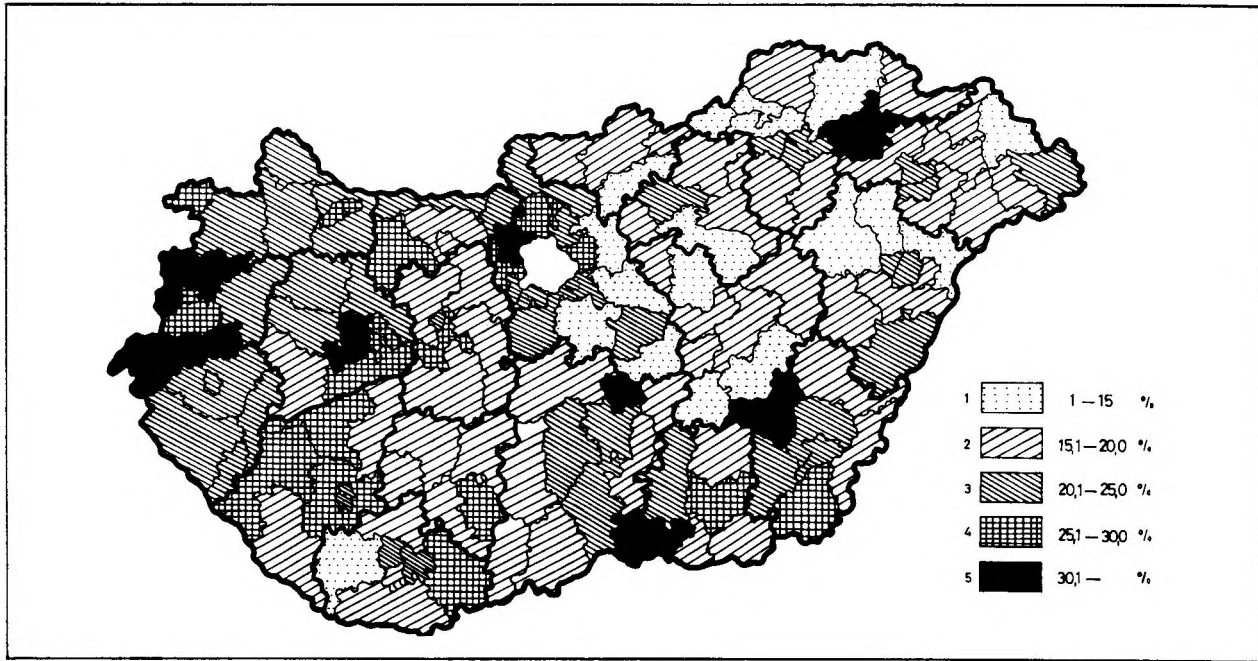 1 1 — 15 %
2 15,1 — 20,0 %
3 20,1 — 25,0 %
4 25,1 — 30,0 %
5 30,1 — %